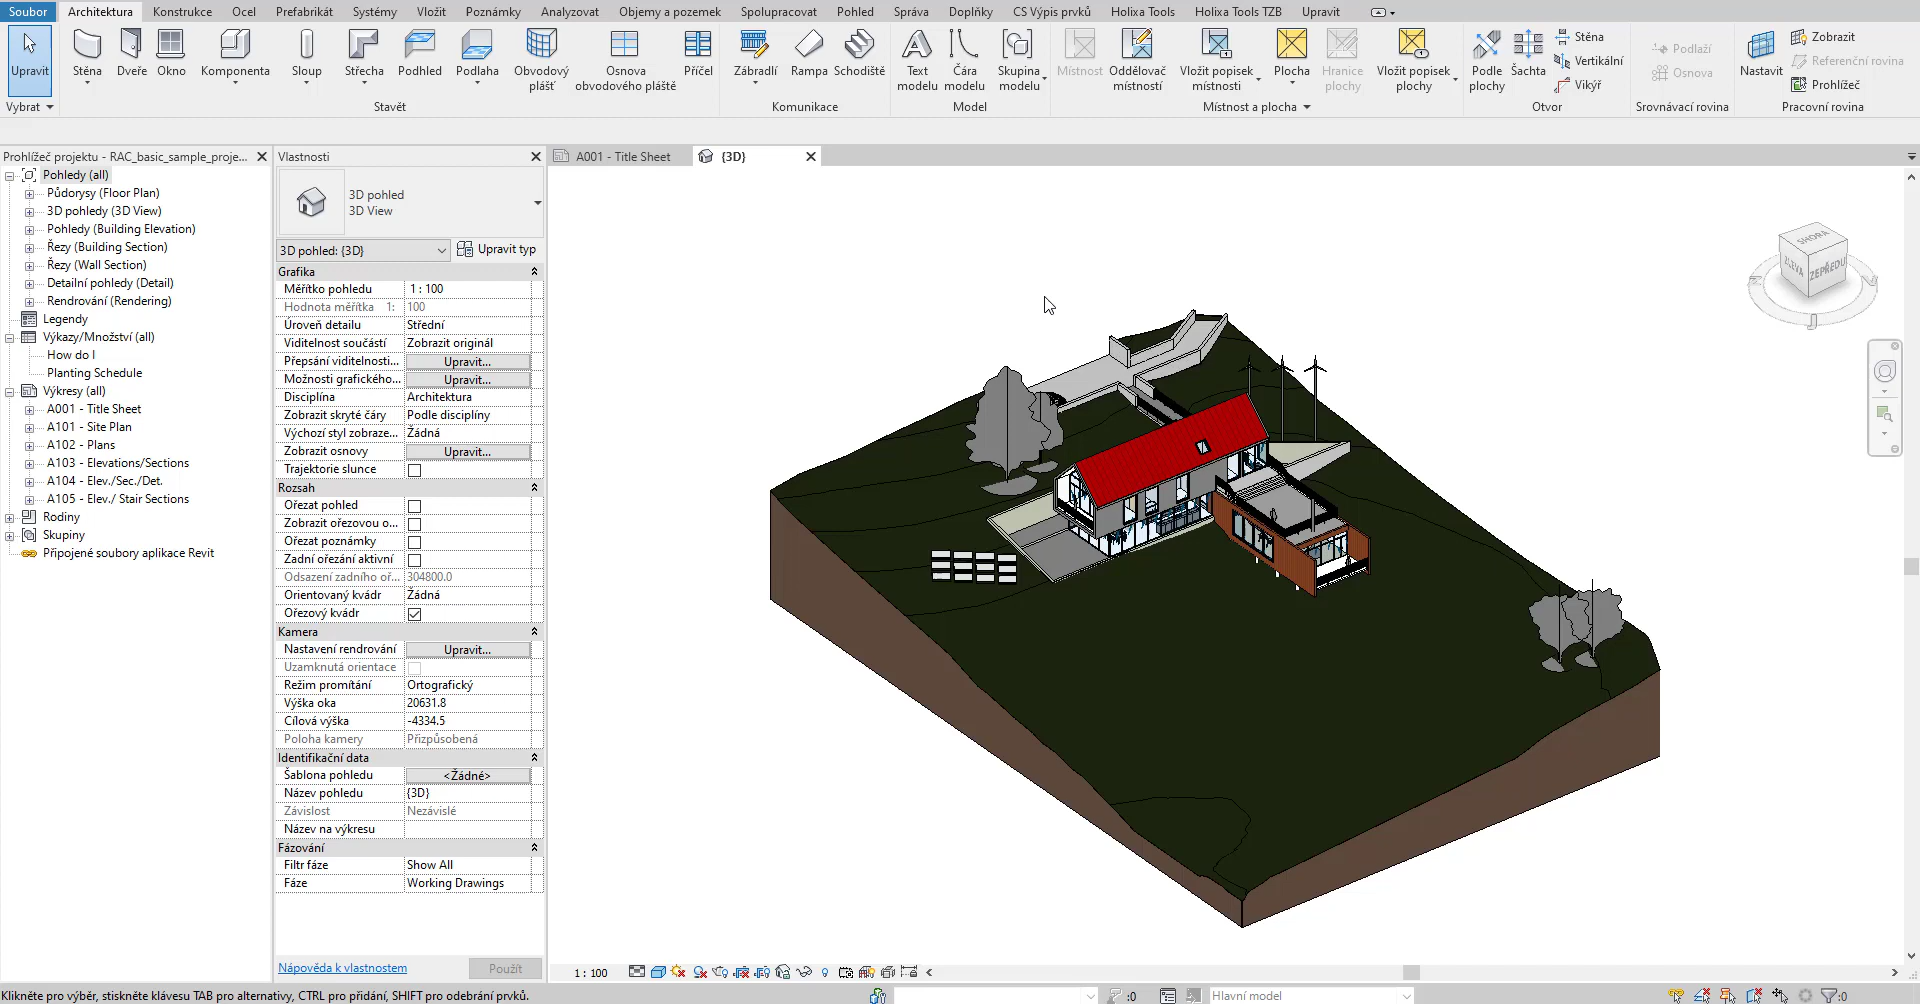 Soubor Architektura Konstrukce Ocel Prefabrikát Systémy Vložit Poznámky Analyzovat Objemy a pozemek Spolupracovat Pohled Správa Doplňky CS Výpis prvků Holixa Tools Holixa Tools TZB Upravit
Upravit
Stěna
Dveře
Okno
Komponenta
Sloup
Střecha
Podhled
Podlaha
Obvodový plášť
Osnova obvodového pláště
Příčel
Zábradlí
Rampa
Schodiště
Text modelu
Čára modelu
Skupina modelu
Místnost
Oddělovač místností
Vložit popisek místnosti
Plocha
Hranice plochy
Vložit popisek plochy
Podle plochy
Šachta
Stěna
Vertikální
Vikýř
Podlaží
Osnova
Nastavit
Zobrazit
Referenční rovina
Prohlížeč
Vybrat
Stavět
Komunikace
Model
Místnost a plocha
Otvor
Srovnávací rovina
Pracovní rovina
Prohlížeč projektu - RAC_basic_sample_proje...
Pohledy (all)
Půdorysy (Floor Plan)
3D pohledy (3D View)
Pohledy (Building Elevation)
Řezy (Building Section)
Řezy (Wall Section)
Detailní pohledy (Detail)
Rendrování (Rendering)
Legendy
Výkazy/Množství (all)
How do I
Planting Schedule
Výkresy (all)
A001 - Title Sheet
A101 - Site Plan
A102 - Plans
A103 - Elevations/Sections
A104 - Elev./Sec./Det.
A105 - Elev./ Stair Sections
Rodiny
Skupiny
Připojené soubory aplikace Revit
Vlastnosti
3D pohled
3D View
3D pohled: {3D}
Upravit typ
Grafika
Měřítko pohledu 1 : 100
Hodnota měřítka 1: 100
Úroveň detailu Střední
Viditelnost součástí Zobrazit originál
Přepsání viditelnosti... Upravit...
Možnosti grafického... Upravit...
Disciplína Architektura
Zobrazit skryté čáry Podle disciplíny
Výchozí styl zobraze... Žádná
Zobrazit osnovy Upravit...
Trajektorie slunce
Rozsah
Ořezat pohled
Zobrazit ořezovou o...
Ořezat poznámky
Zadní ořezání aktivní
Odsazení zadního oř... 304800.0
Orientovaný kvádr Žádná
Ořezový kvádr
Kamera
Nastavení rendrování Upravit...
Uzamknutá orientace
Režim promítání Ortografický
Výška oka 20631.8
Cílová výška -4334.5
Poloha kamery Přizpůsobená
Identifikační data
Šablona pohledu <Žádné>
Název pohledu {3D}
Závislost Nezávislé
Název na výkresu
Fázování
Filtr fáze Show All
Fáze Working Drawings
Nápověda k vlastnostem
Použít
A001 - Title Sheet
{3D}
SHORA
ZLEVA
ZEPŘEDU
1 : 100
Klikněte pro výběr, stiskněte klávesu TAB pro alternativy, CTRL pro přidání, SHIFT pro odebrání prvků.
:0
Hlavní model
:0